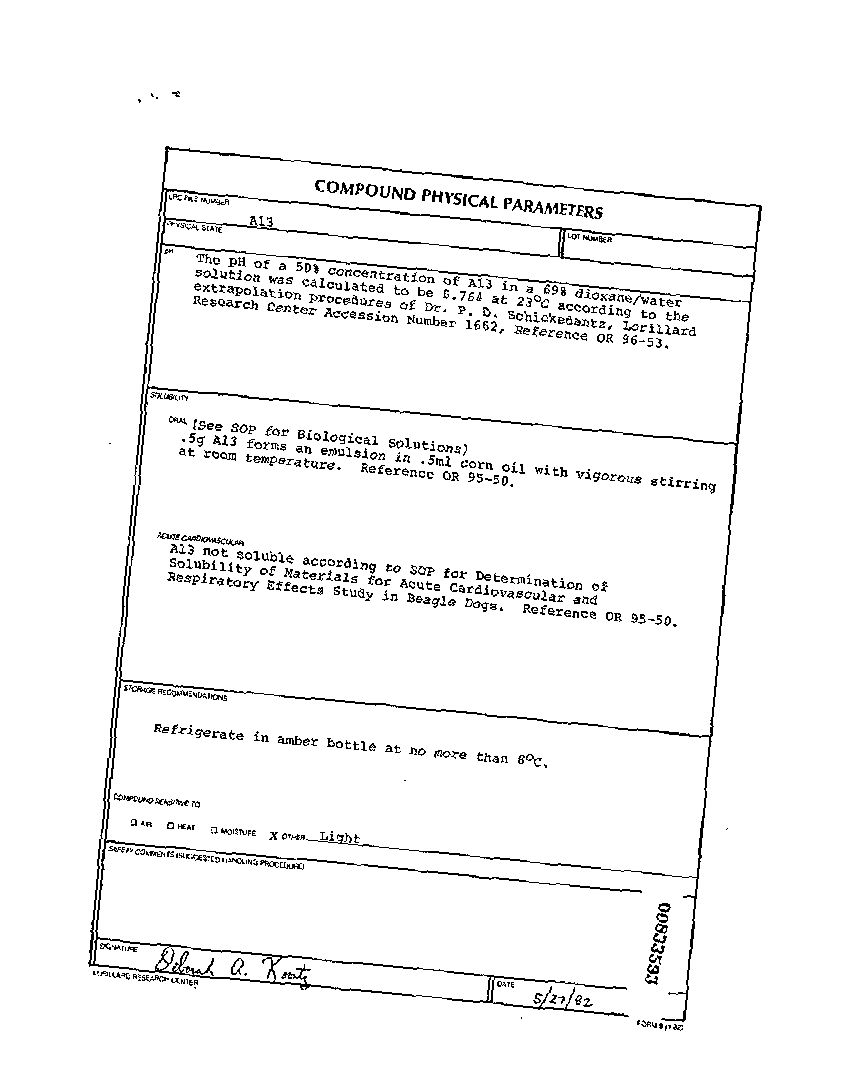 COMPOUND PHYSICAL PARAMETERS
LRC FILE NUMBER
A13
LOT NUMBER
PHYSICAL STATE
pH
The pH of a 50% concentration of A13 in a 69% dioxane/water
solution was calculated to be 5.764 at 23°C according to the
extrapolation procedures of Dr. P. D. Schickedantz, Lorillard
Research Center Accession Number 1662, Reference OR 96-53.
SOLUBILITY
ORAL (See SOP for Biological Solutions)
.5g A13 forms an emulsion in .5ml corn oil with vigorous stirring
at room temperature. Reference OR 95-50.
ACUTE CARDIOVASCULAR
A13 not soluble according to SOP for Determination of
Solubility of Materials for Acute Cardiovascular and
Respiratory Effects Study in Beagle Dogs. Reference OR 95-50.
STORAGE RECOMMENDATIONS
Refrigerate in amber bottle at no more than 8°C.
COMPOUND SENSITIVE TO
☐ AIR ☐ HEAT ☐ MOISTURE X OTHER Light
SAFETY COMMENTS (SUGGESTED HANDLING PROCEDURE)
00833593
SIGNATURE
Deborah A. Koontz
DATE
5/27/82
LORILLARD RESEARCH CENTER